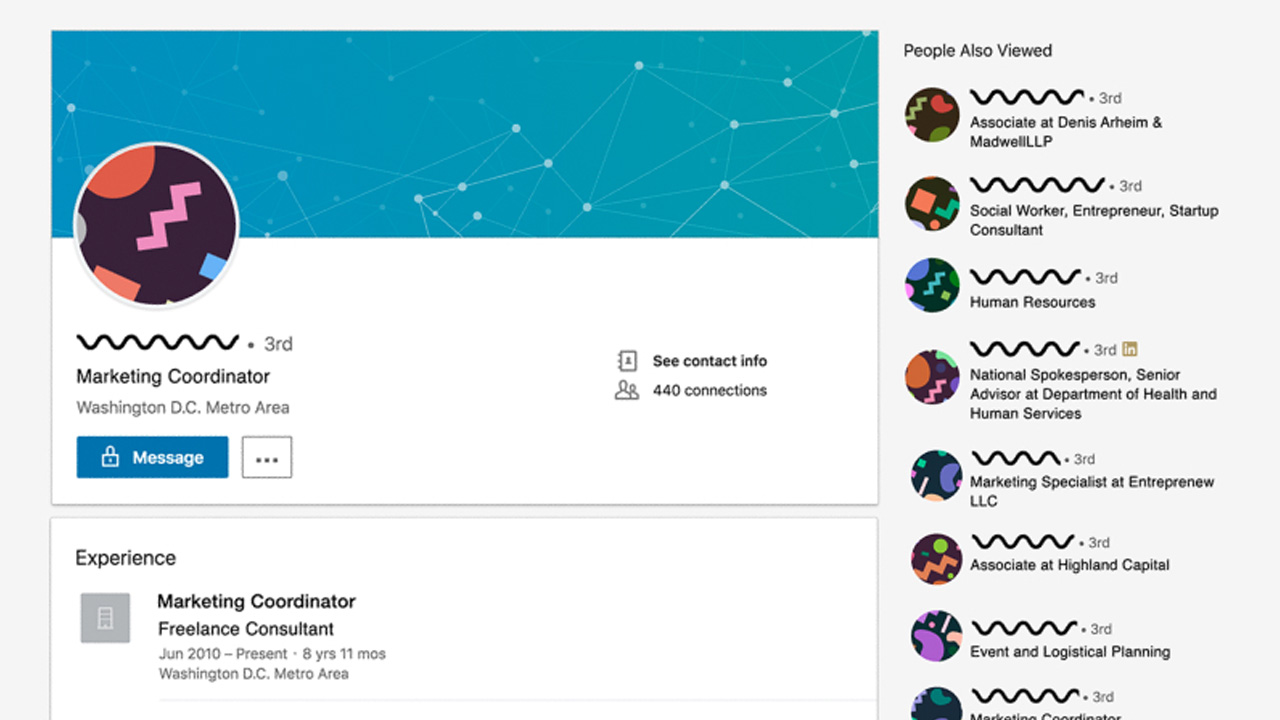 People Also Viewed
• 3rd
Associate at Denis Arheim &
MadwellLLP
• 3rd
Social Worker, Entrepreneur, Startup
Consultant
• 3rd
Human Resources
• 3rd in
National Spokesperson, Senior
Advisor at Department of Health and
Human Services
• 3rd
Marketing Specialist at Entreprenew
LLC
• 3rd
Associate at Highland Capital
• 3rd
Event and Logistical Planning
• 3rd
Marketing Coordinator
• 3rd
Marketing Coordinator
Washington D.C. Metro Area
See contact info
440 connections
Message
...
Experience
Marketing Coordinator
Freelance Consultant
Jun 2010 – Present · 8 yrs 11 mos
Washington D.C. Metro Area